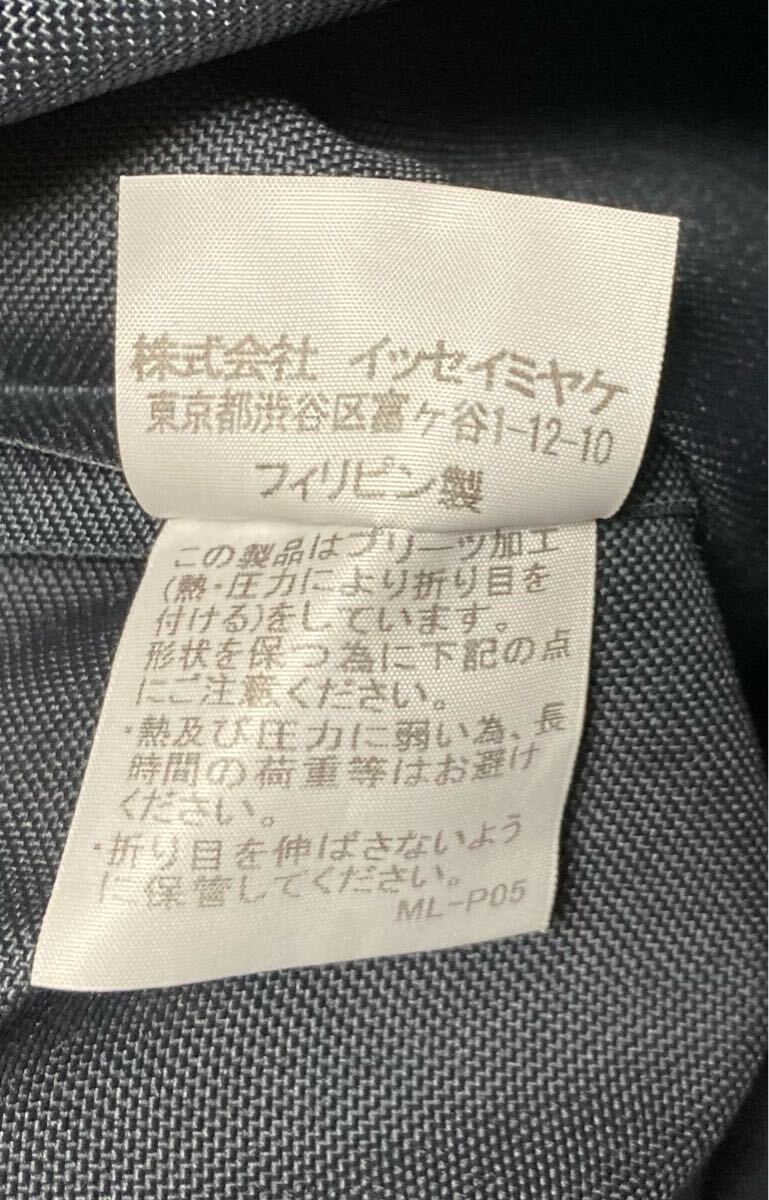 株式会社 イッセイミヤケ
東京都渋谷区富ヶ谷1-12-10
フィリピン製
この製品はプリーツ加工
(熱・圧力により折り目を
付ける)をしています。
形状を保つ為に下記の点
にご注意ください。
・熱及び圧力に弱い為、長
時間の荷重等はお避け
ください。
・折り目を伸ばさないよう
に保管してください。
ML-P05